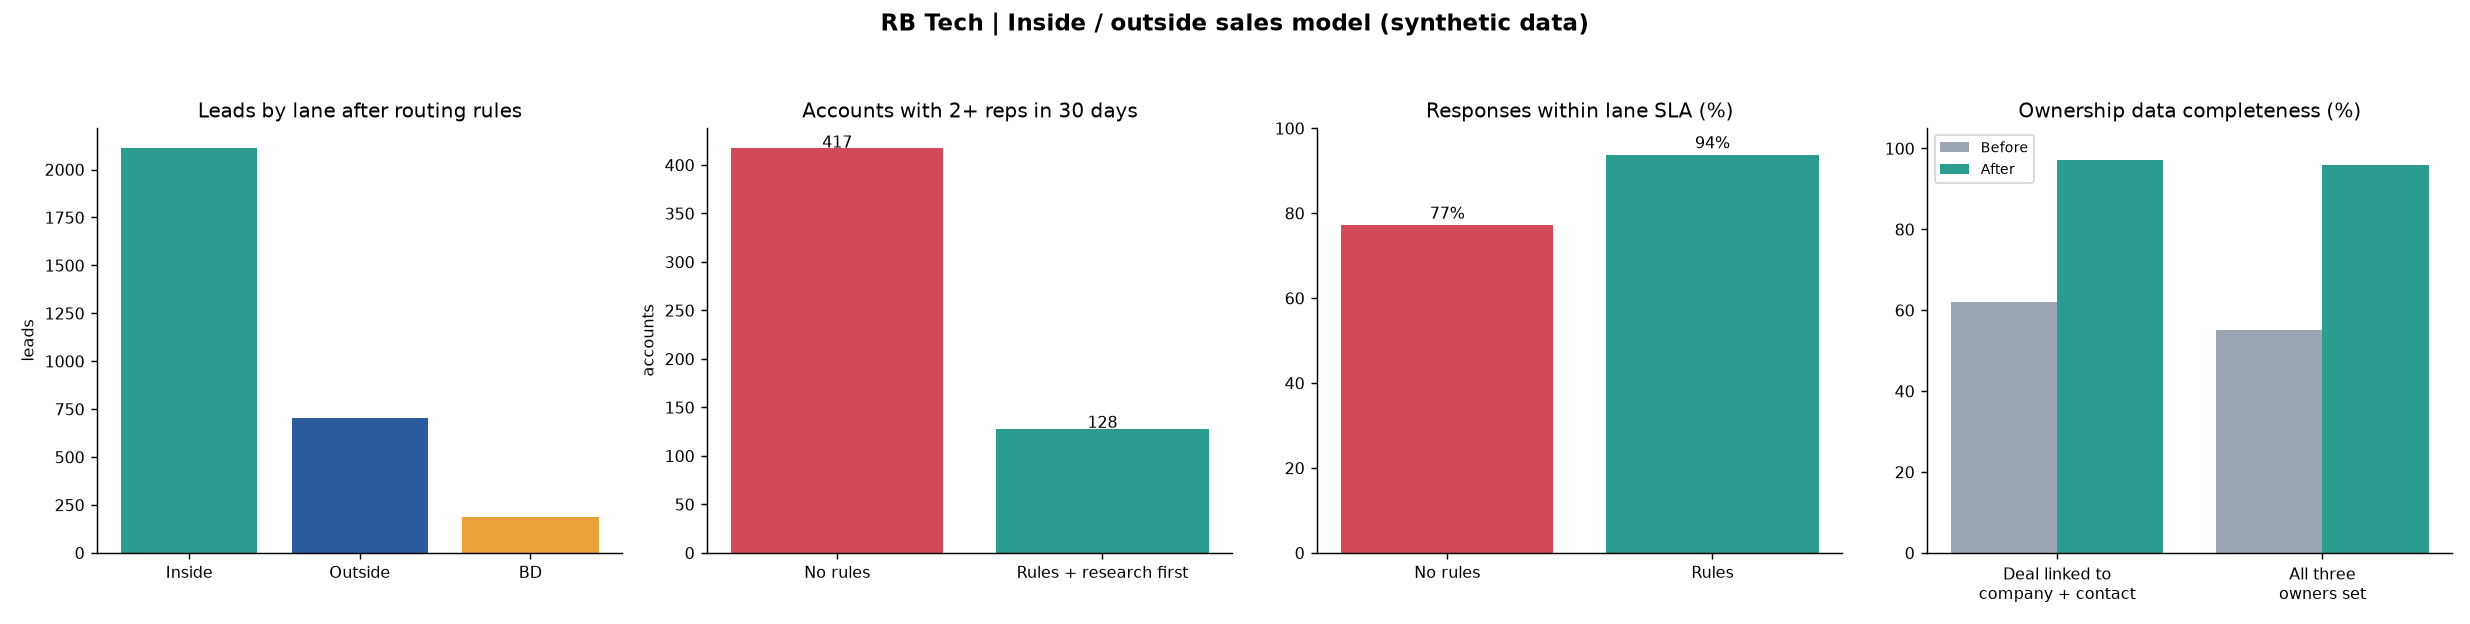 RB Tech | Inside / outside sales model (synthetic data)
Leads by lane after routing rules
leads
2000
1750
1500
1250
1000
750
500
250
0
Inside
Outside
BD
Accounts with 2+ reps in 30 days
accounts
400
350
300
250
200
150
100
50
0
417
128
No rules
Rules + research first
Responses within lane SLA (%)
100
80
60
40
20
0
77%
94%
No rules
Rules
Ownership data completeness (%)
100
80
60
40
20
0
Before
After
Deal linked to
company + contact
All three
owners set